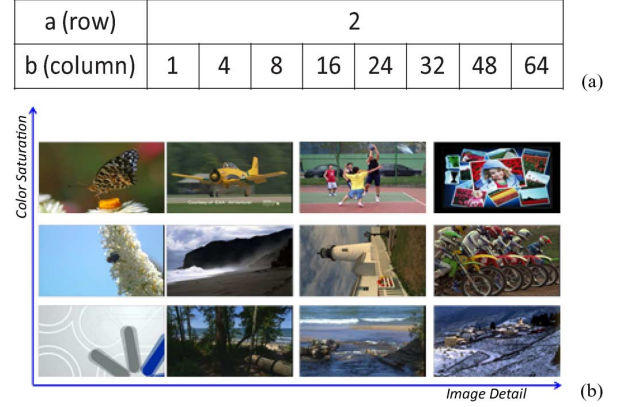 a (row) 2
b (column) 1 4 8 16 24 32 48 64
(a)
Color Saturation
Image Detail
(b)